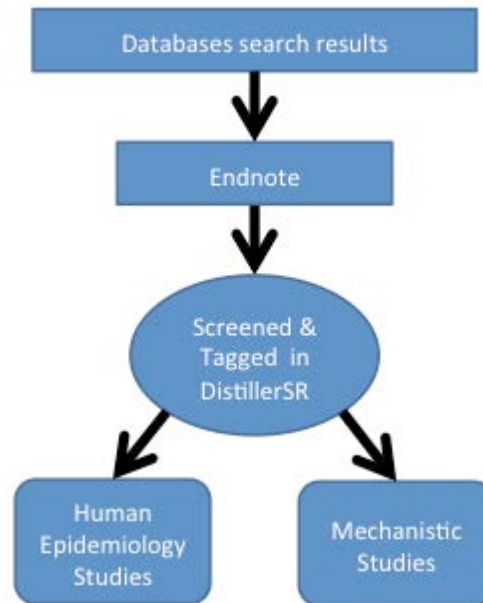 Databases search results
Endnote
Screened &
Tagged in
DistillerSR
Human
Epidemiology
Studies
Mechanistic
Studies